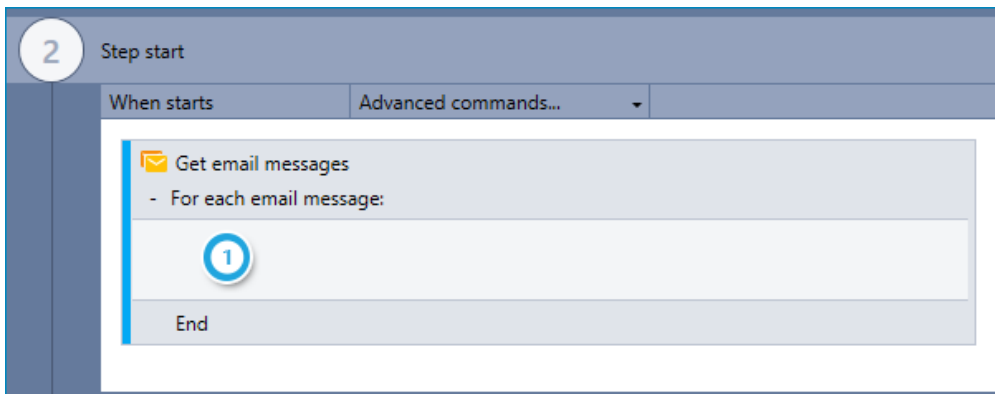 2 Step start
When starts Advanced commands...
Get email messages
- For each email message:
1
End